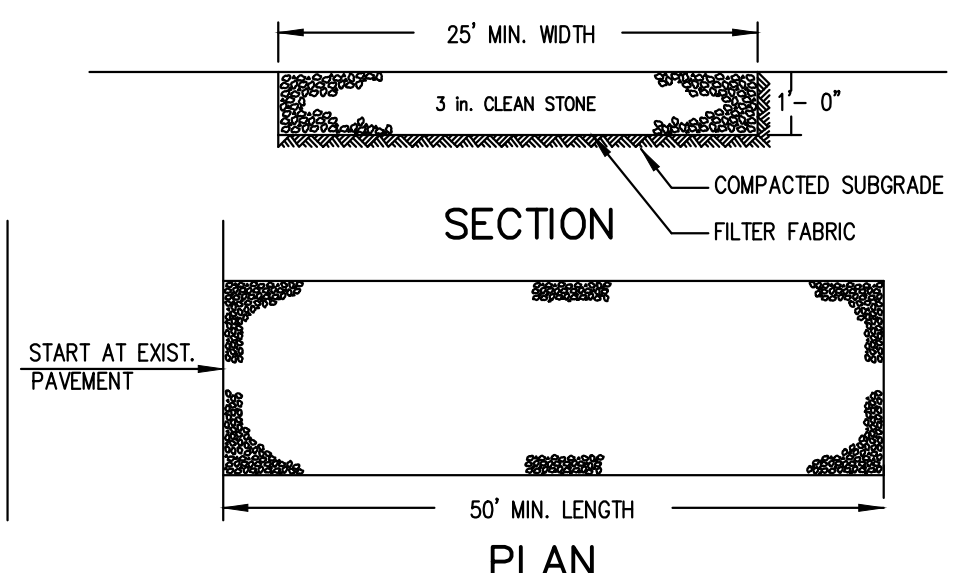 25' MIN. WIDTH
3 in. CLEAN STONE
1'- 0"
COMPACTED SUBGRADE
SECTION
FILTER FABRIC
START AT EXIST.
PAVEMENT
50' MIN. LENGTH
PLAN